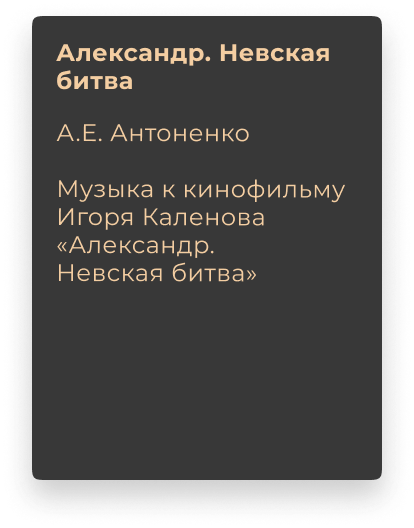 Александр. Невская
битва
А.Е. Антоненко
Музыка к кинофильму
Игоря Каленова
«Александр.
Невская битва»